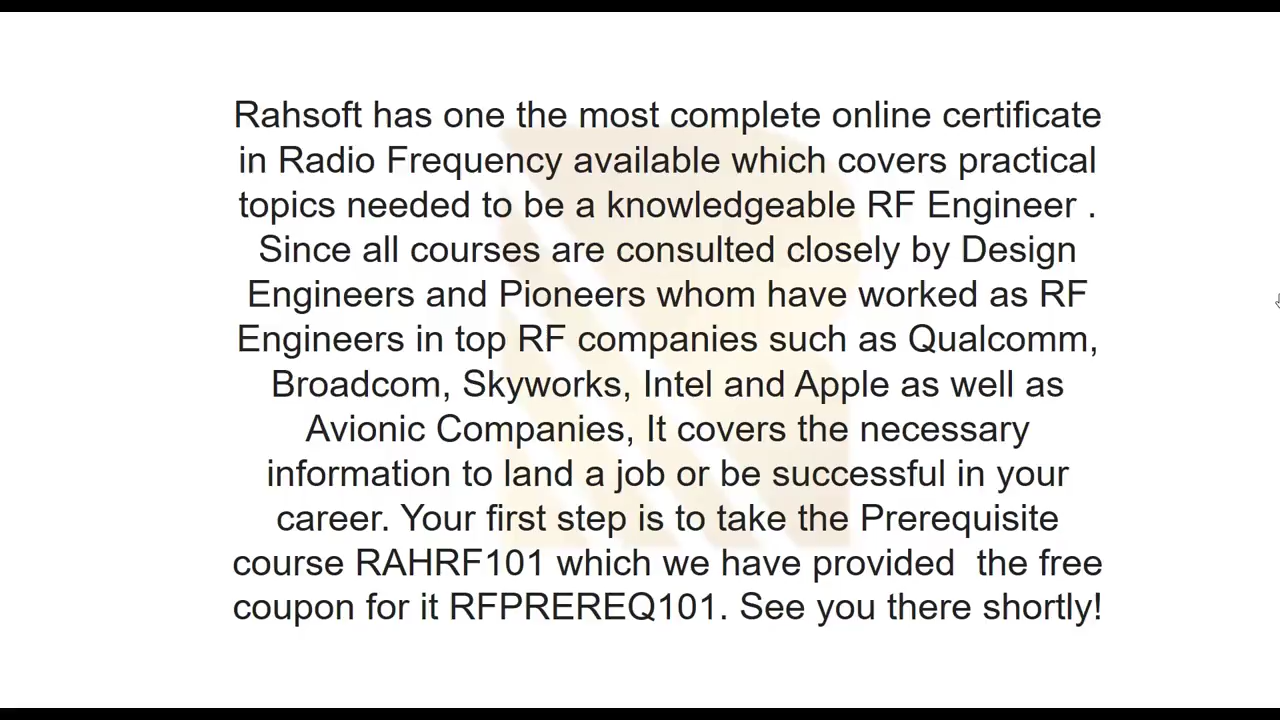 Rahsoft has one the most complete online certificate
in Radio Frequency available which covers practical
topics needed to be a knowledgeable RF Engineer .
Since all courses are consulted closely by Design
Engineers and Pioneers whom have worked as RF
Engineers in top RF companies such as Qualcomm,
Broadcom, Skyworks, Intel and Apple as well as
Avionic Companies, It covers the necessary
information to land a job or be successful in your
career. Your first step is to take the Prerequisite
course RAHRF101 which we have provided  the free
coupon for it RFPREREQ101. See you there shortly!